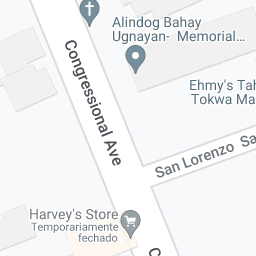 Alindog Bahay
Ugnayan- Memorial...
Congressional Ave
Ehmy's Tah
Tokwa Ma
San Lorenzo Sa
Harvey's Store
Temporariamente
fechado
C